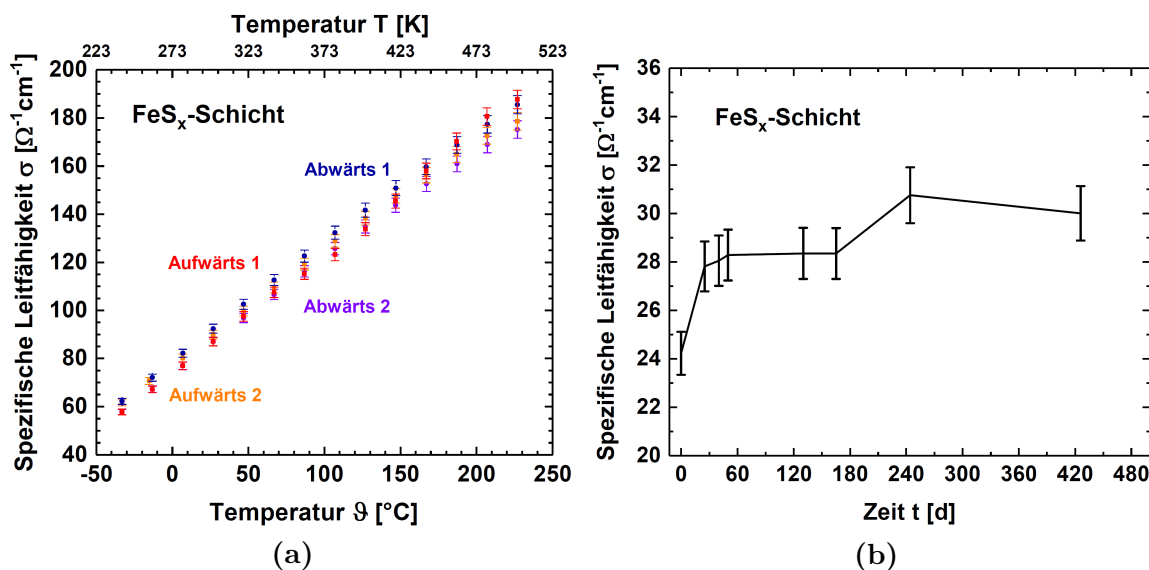 Temperatur T [K]
223 273 323 373 423 473 523
200
180
160
140
120
100
80
60
40
Spezifische Leitfähigkeit σ [Ω⁻¹cm⁻¹]
FeSₓ-Schicht
Abwärts 1
Aufwärts 1
Abwärts 2
Aufwärts 2
-50 0 50 100 150 200 250
Temperatur ϑ [°C]
(a)
36
34
32
30
28
26
24
22
20
Spezifische Leitfähigkeit σ [Ω⁻¹cm⁻¹]
FeSₓ-Schicht
0 60 120 180 240 300 360 420 480
Zeit t [d]
(b)